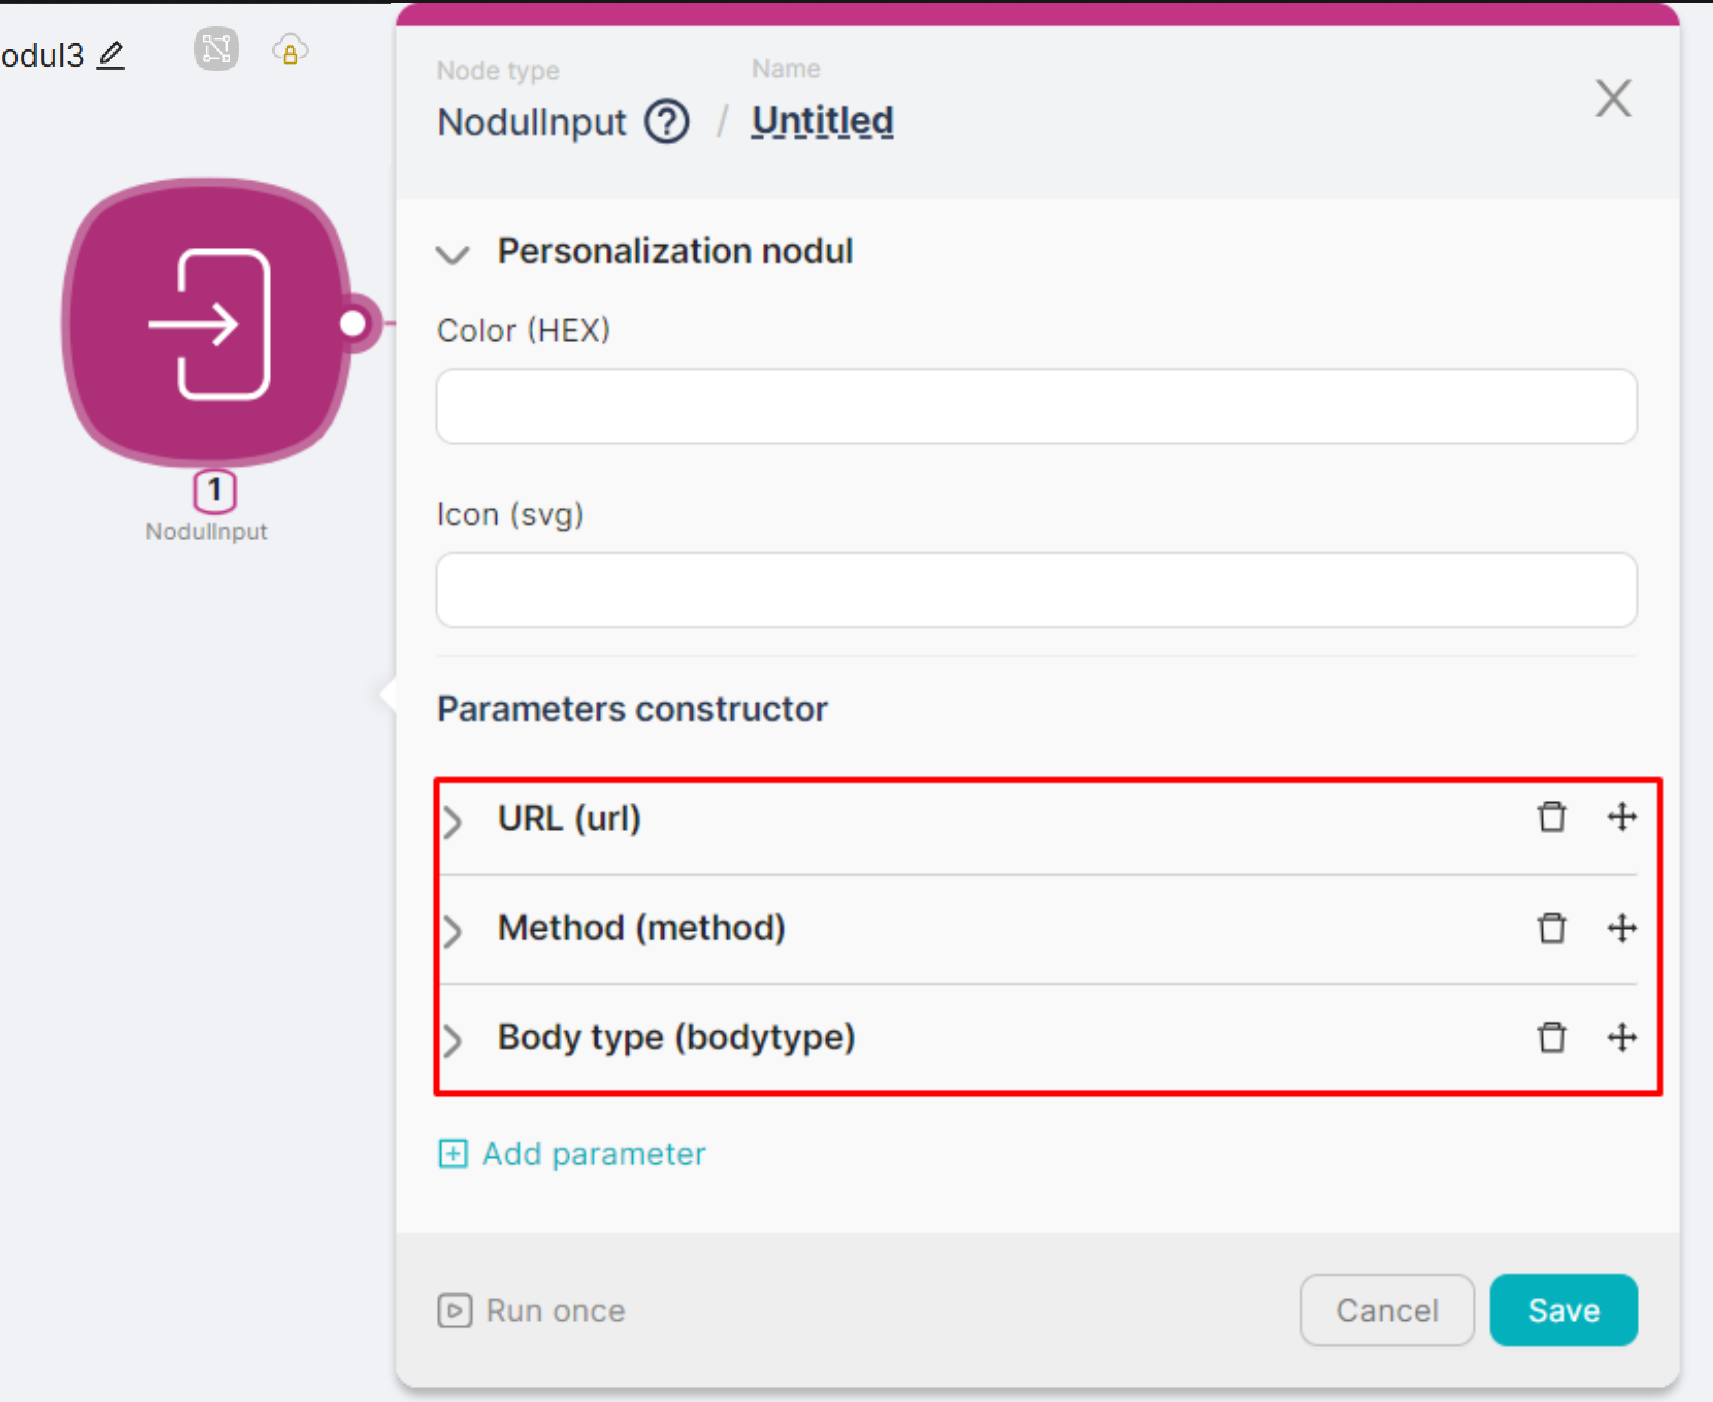 odul3
1
NodulInput
Node type
Name
NodulInput ? / Untitled
Personalization nodul
Color (HEX)
Icon (svg)
Parameters constructor
URL (url)
Method (method)
Body type (bodytype)
Add parameter
Run once
Cancel
Save